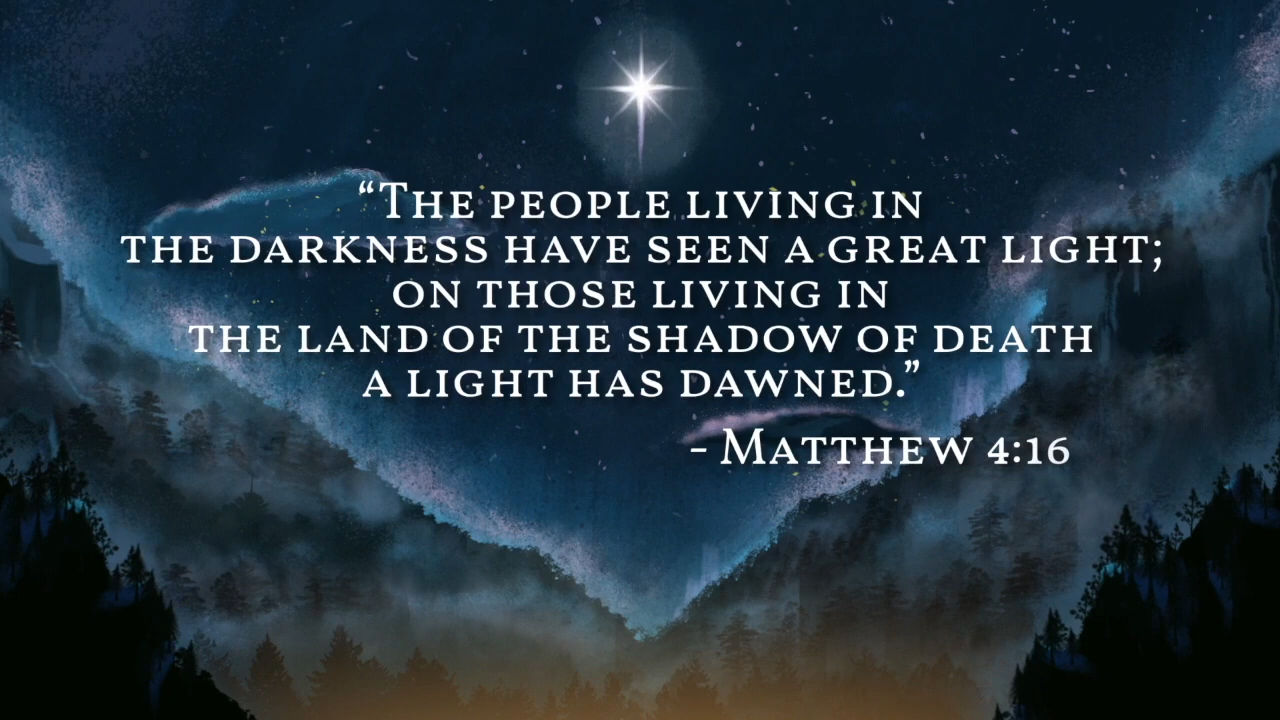 “The people living in
the darkness have seen a great light;
on those living in
the land of the shadow of death
a light has dawned.”
- Matthew 4:16